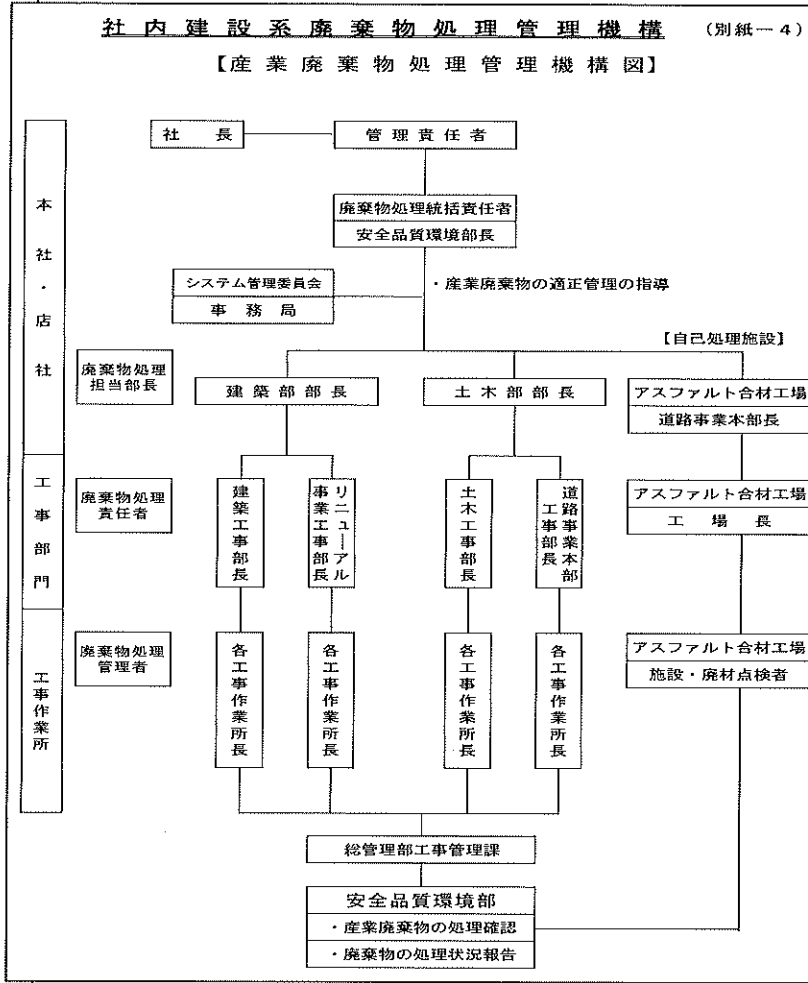 社内建設系廃棄物処理管理機構
(別紙－4)
【産業廃棄物処理管理機構図】
社長
管理責任者
本社・店社
廃棄物処理統括責任者
安全品質環境部長
システム管理委員会
事務局
・産業廃棄物の適正管理の指導
【自己処理施設】
廃棄物処理
担当部長
建築部部長
土木部部長
アスファルト合材工場
道路事業本部長
工事部門
廃棄物処理
責任者
建築工事部長
リニューアル
事業工事部長
土木工事部長
道路事業本部
工事部長
アスファルト合材工場
工場長
工事作業所
廃棄物処理
管理者
各工事作業所長
各工事作業所長
各工事作業所長
各工事作業所長
アスファルト合材工場
施設・廃材点検者
総管理部工事管理課
安全品質環境部
・産業廃棄物の処理確認
・廃棄物の処理状況報告